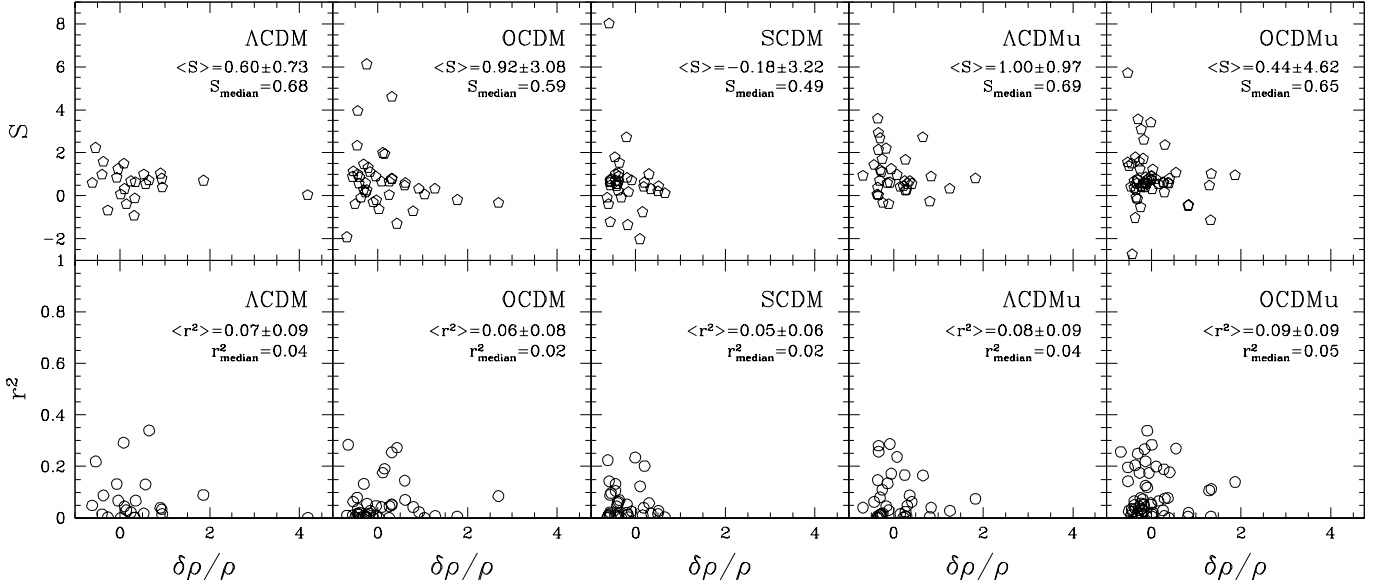 8
6
4
2
0
−2
S
ΛCDM
<S>=0.60±0.73
S_median=0.68
OCDM
<S>=0.92±3.08
S_median=0.59
SCDM
<S>=−0.18±3.22
S_median=0.49
ΛCDMu
<S>=1.00±0.97
S_median=0.69
OCDMu
<S>=0.44±4.62
S_median=0.65
1
0.8
0.6
0.4
0.2
0
r²
ΛCDM
<r²>=0.07±0.09
r²_median=0.04
OCDM
<r²>=0.06±0.08
r²_median=0.02
SCDM
<r²>=0.05±0.06
r²_median=0.02
ΛCDMu
<r²>=0.08±0.09
r²_median=0.04
OCDMu
<r²>=0.09±0.09
r²_median=0.05
0 2 4
0 2 4
0 2 4
0 2 4
0 2 4
δρ/ρ
δρ/ρ
δρ/ρ
δρ/ρ
δρ/ρ